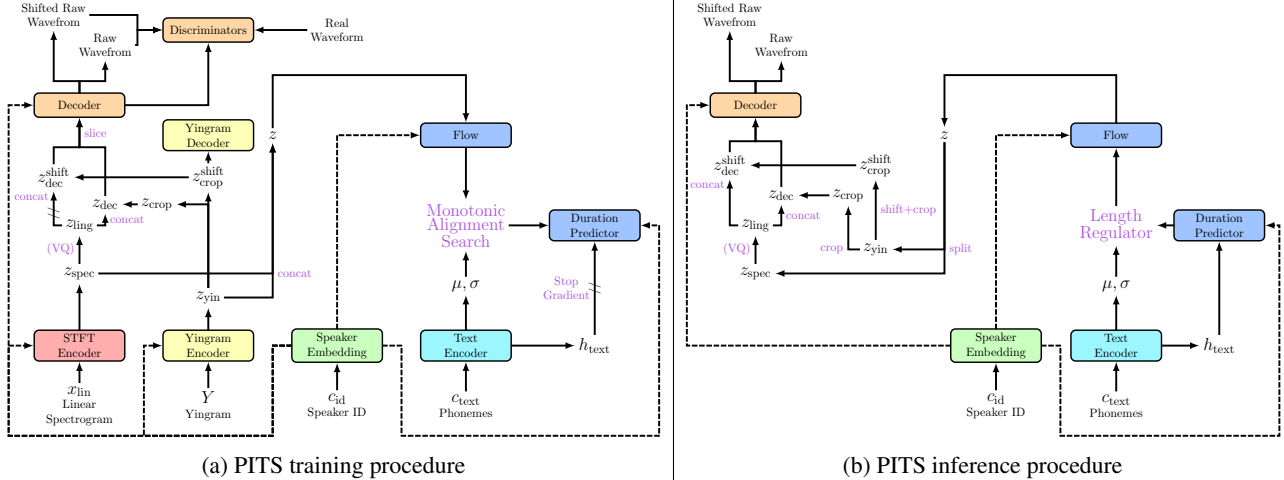 Shifted Raw
Wavefrom
Raw
Wavefrom
Discriminators
Real
Waveform
Decoder
slice
Yingram
Decoder
z
Flow
z_dec^shift
z_crop^shift
concat
z_dec
z_crop
z_ling
concat
Monotonic
Alignment
Search
Duration
Predictor
(VQ)
z_spec
concat
z_yin
μ, σ
Stop
Gradient
STFT
Encoder
Yingram
Encoder
Speaker
Embedding
Text
Encoder
h_text
x_lin
Linear
Spectrogram
Y
Yingram
c_id
Speaker ID
c_text
Phonemes
(a) PITS training procedure
Shifted Raw
Wavefrom
Raw
Wavefrom
Decoder
z
Flow
z_dec^shift
z_crop^shift
concat
z_dec
z_crop
shift+crop
z_ling
concat
Length
Regulator
Duration
Predictor
(VQ)
crop
z_yin
split
z_spec
μ, σ
Speaker
Embedding
Text
Encoder
h_text
c_id
Speaker ID
c_text
Phonemes
(b) PITS inference procedure